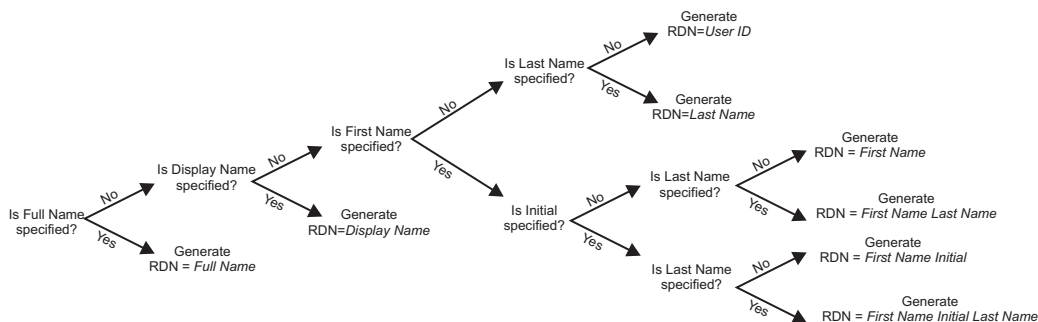 Is Full Name
specified?
No
Yes
Generate
RDN = Full Name
Is Display Name
specified?
No
Yes
Generate
RDN=Display Name
Is First Name
specified?
No
Yes
Is Last Name
specified?
No
Yes
Generate
RDN=User ID
Generate
RDN=Last Name
Is Initial
specified?
No
Yes
Is Last Name
specified?
No
Yes
Generate
RDN = First Name
Generate
RDN = First Name Last Name
Is Last Name
specified?
No
Yes
Generate
RDN = First Name Initial
Generate
RDN = First Name Initial Last Name